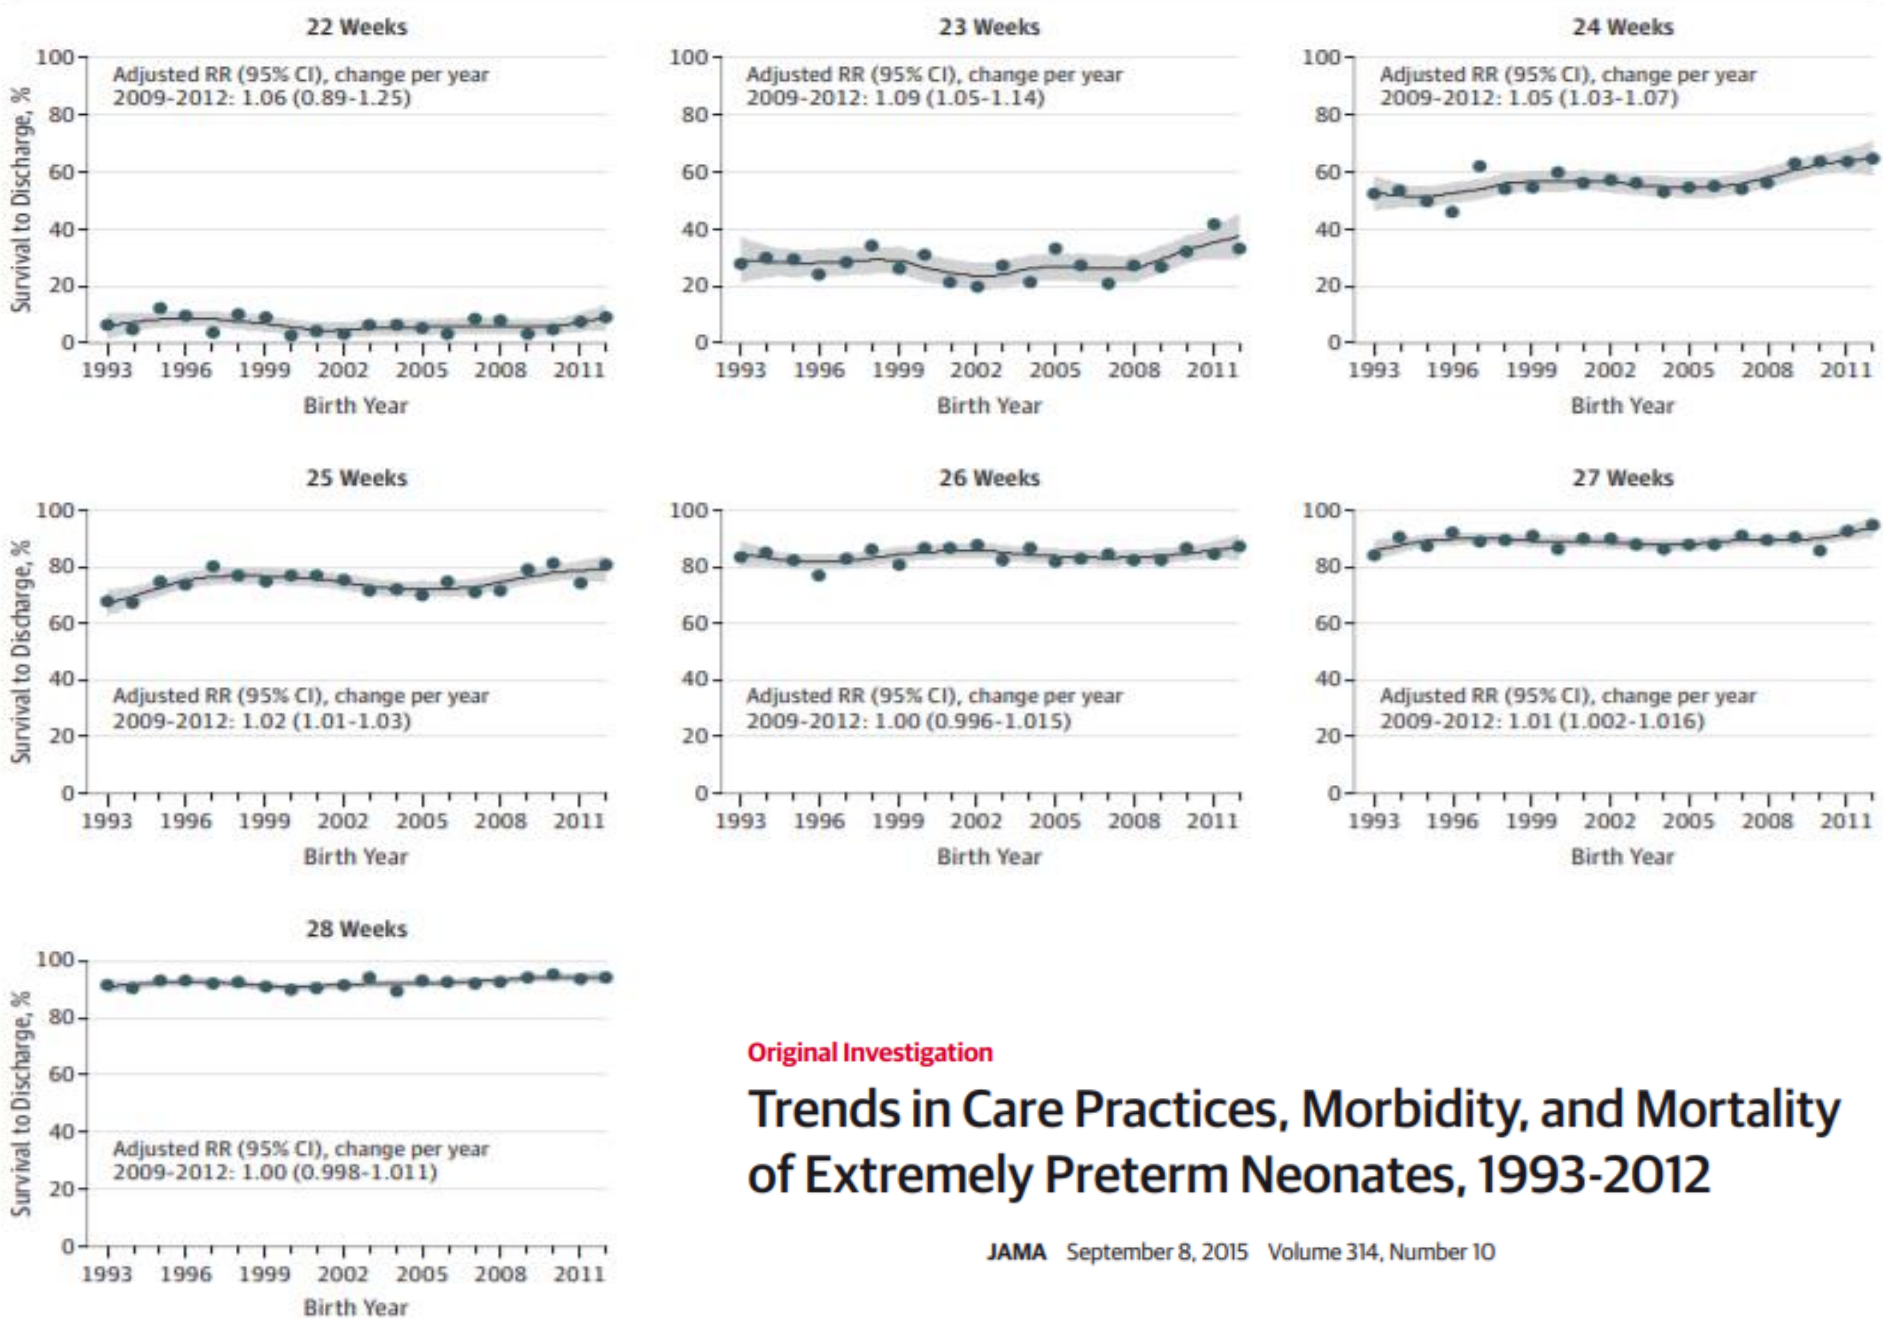 22 Weeks
Survival to Discharge, %
100
80
60
40
20
0
Adjusted RR (95% CI), change per year
2009-2012: 1.06 (0.89-1.25)
1993 1996 1999 2002 2005 2008 2011
Birth Year
23 Weeks
100
80
60
40
20
0
Adjusted RR (95% CI), change per year
2009-2012: 1.09 (1.05-1.14)
1993 1996 1999 2002 2005 2008 2011
Birth Year
24 Weeks
100
80
60
40
20
0
Adjusted RR (95% CI), change per year
2009-2012: 1.05 (1.03-1.07)
1993 1996 1999 2002 2005 2008 2011
Birth Year
25 Weeks
Survival to Discharge, %
100
80
60
40
20
0
Adjusted RR (95% CI), change per year
2009-2012: 1.02 (1.01-1.03)
1993 1996 1999 2002 2005 2008 2011
Birth Year
26 Weeks
100
80
60
40
20
0
Adjusted RR (95% CI), change per year
2009-2012: 1.00 (0.996-1.015)
1993 1996 1999 2002 2005 2008 2011
Birth Year
27 Weeks
100
80
60
40
20
0
Adjusted RR (95% CI), change per year
2009-2012: 1.01 (1.002-1.016)
1993 1996 1999 2002 2005 2008 2011
Birth Year
28 Weeks
Survival to Discharge, %
100
80
60
40
20
0
Adjusted RR (95% CI), change per year
2009-2012: 1.00 (0.998-1.011)
1993 1996 1999 2002 2005 2008 2011
Birth Year
Original Investigation
Trends in Care Practices, Morbidity, and Mortality
of Extremely Preterm Neonates, 1993-2012
JAMA September 8, 2015 Volume 314, Number 10